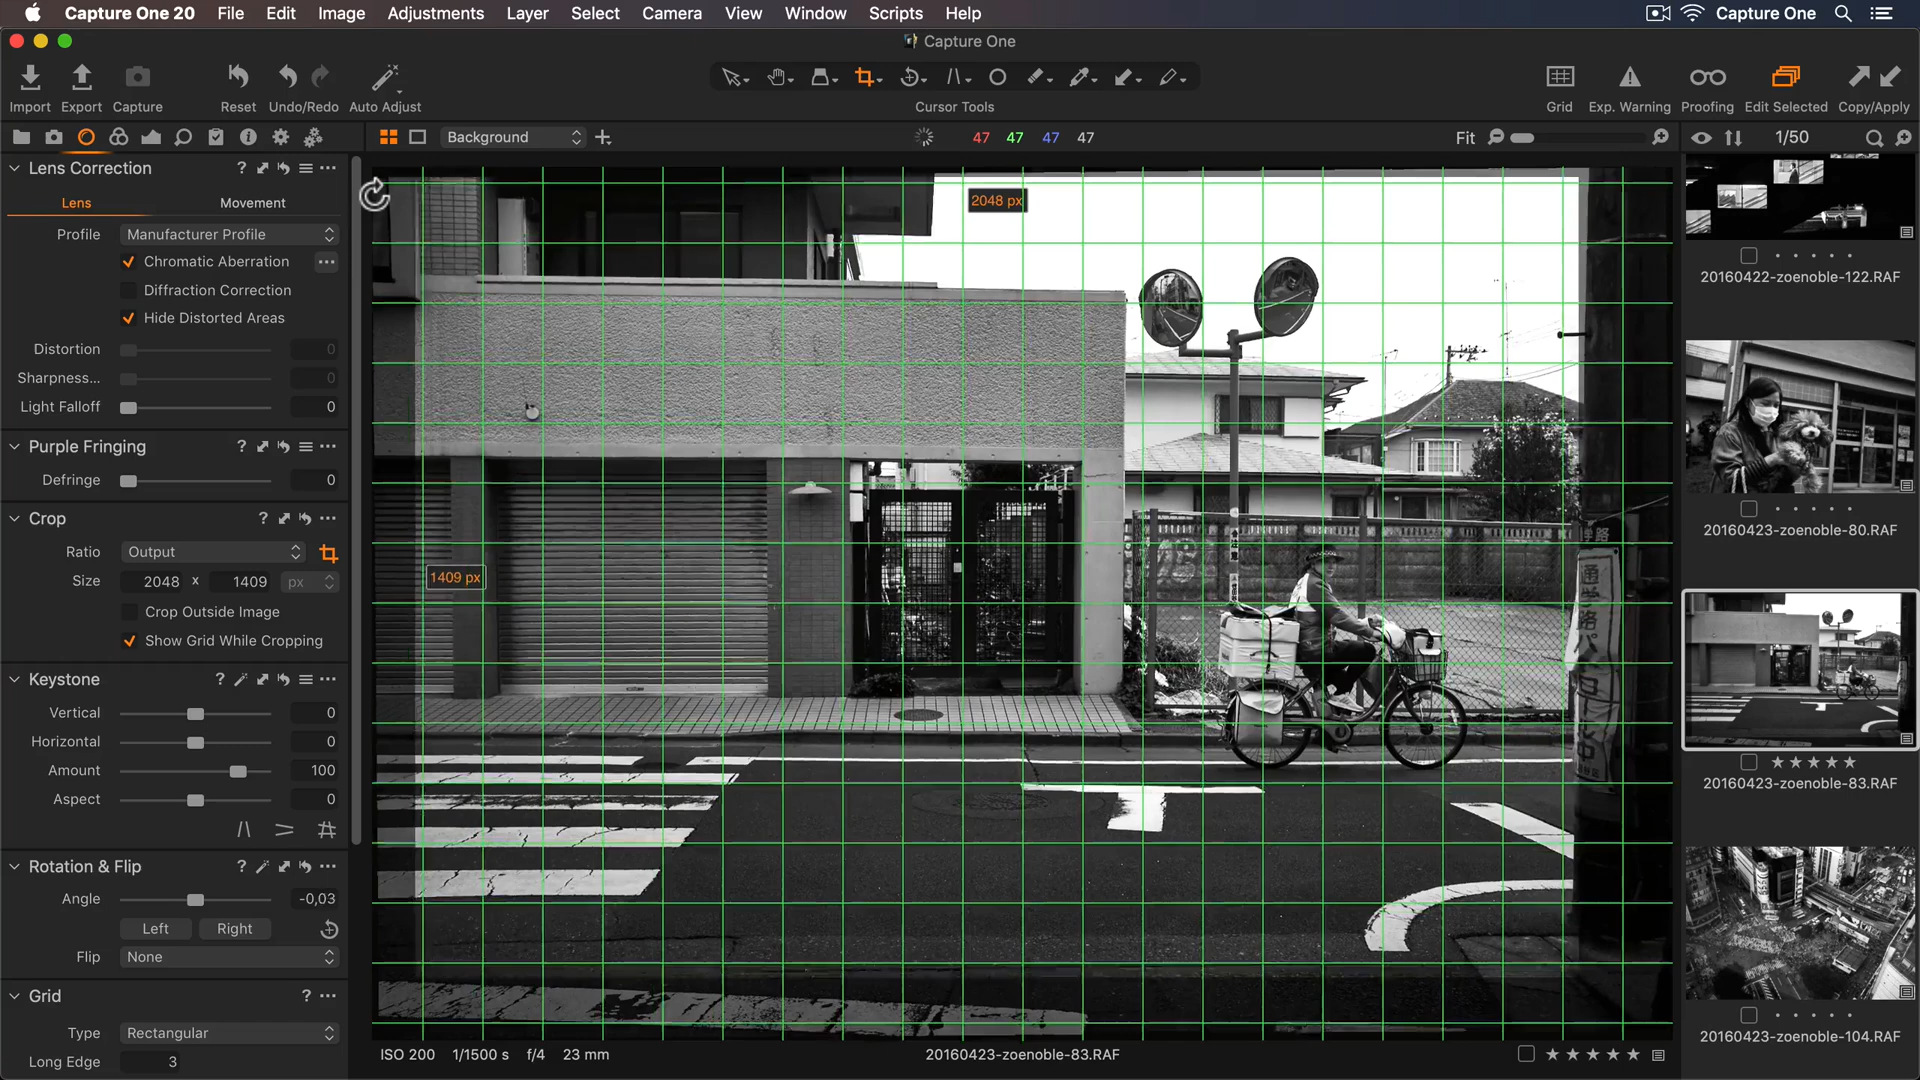 Capture One 20 File Edit Image Adjustments Layer Select Camera View Window Scripts Help Capture One
Capture One
Import Export Capture Reset Undo/Redo Auto Adjust Cursor Tools Grid Exp. Warning Proofing Edit Selected Copy/Apply
Background 47 47 47 47 Fit 1/50
Lens Correction ?
Lens Movement
Profile Manufacturer Profile
Chromatic Aberration
Diffraction Correction
Hide Distorted Areas
Distortion 0
Sharpness... 0
Light Falloff 0
Purple Fringing ?
Defringe 0
Crop ?
Ratio Output
Size 2048 x 1409 px
Crop Outside Image
Show Grid While Cropping
Keystone ?
Vertical 0
Horizontal 0
Amount 100
Aspect 0
Rotation & Flip ?
Angle -0,03
Left Right
Flip None
Grid ?
Type Rectangular
Long Edge 3
2048 px
1409 px
ISO 200 1/1500 s f/4 23 mm 20160423-zoenoble-83.RAF
20160422-zoenoble-122.RAF
20160423-zoenoble-80.RAF
20160423-zoenoble-83.RAF
20160423-zoenoble-104.RAF